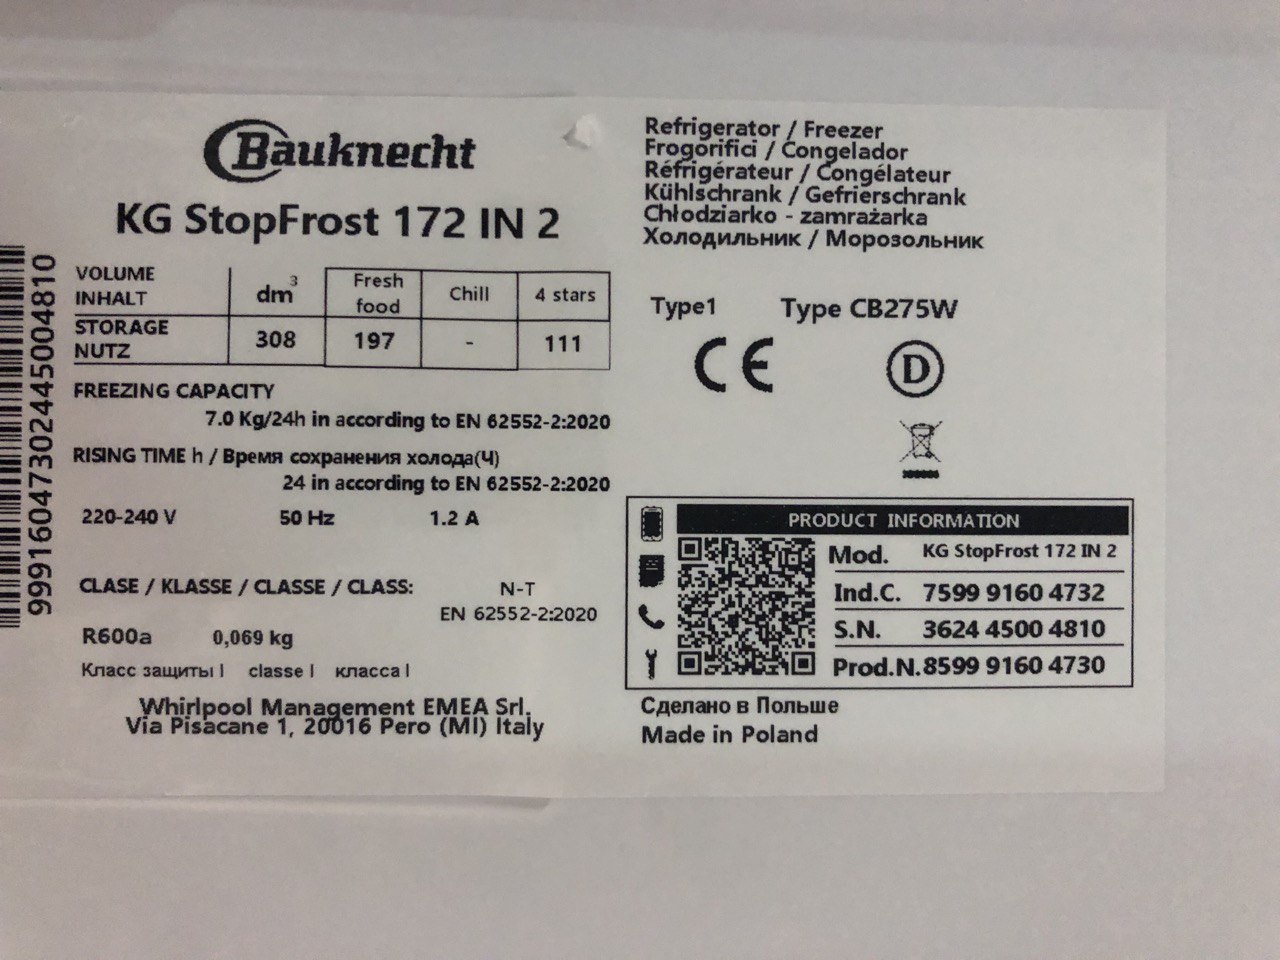 Bauknecht
KG StopFrost 172 IN 2
VOLUME
INHALT
dm3
Fresh
food
Chill
4 stars
STORAGE
NUTZ
308
197
-
111
FREEZING CAPACITY
7.0 Kg/24h in according to EN 62552-2:2020
RISING TIME h / Время сохранения холода(Ч)
24 in according to EN 62552-2:2020
220-240 V 50 Hz 1.2 A
CLASE / KLASSE / CLASSE / CLASS: N-T
EN 62552-2:2020
R600a 0,069 kg
Класс защиты I classe I класса I
Whirlpool Management EMEA Srl.
Via Pisacane 1, 20016 Pero (MI) Italy
999160473024450004810
Refrigerator / Freezer
Frogorifici / Congelador
Réfrigérateur / Congélateur
Kühlschrank / Gefrierschrank
Chłodziarko - zamrażarka
Холодильник / Морозольник
Type1 Type CB275W
CE
D
PRODUCT INFORMATION
Mod. KG StopFrost 172 IN 2
Ind.C. 7599 9160 4732
S.N. 3624 4500 4810
Prod.N. 8599 9160 4730
Сделано в Польше
Made in Poland